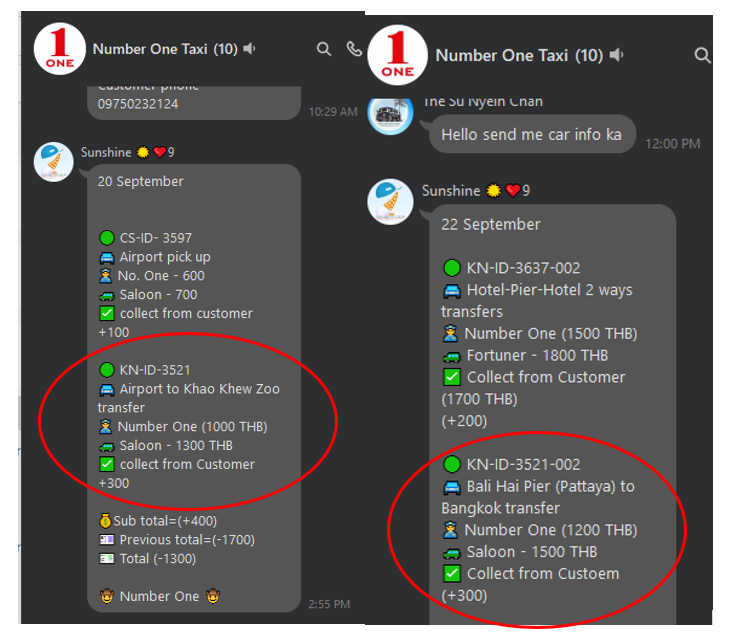 1
ONE
Number One Taxi (10)
Customer phone
09750232124
10:29 AM
Sunshine 9
20 September
CS-ID- 3597
Airport pick up
No. One - 600
Saloon - 700
collect from customer
+100
KN-ID-3521
Airport to Khao Khew Zoo
transfer
Number One (1000 THB)
Saloon - 1300 THB
collect from Customer
+300
Sub total=(+400)
Previous total=(-1700)
Total (-1300)
Number One
2:55 PM
1
ONE
Number One Taxi (10)
The Su Nyein Chan
Hello send me car info ka
12:00 PM
Sunshine 9
22 September
KN-ID-3637-002
Hotel-Pier-Hotel 2 ways
transfers
Number One (1500 THB)
Fortuner - 1800 THB
Collect from Customer
(1700 THB)
(+200)
KN-ID-3521-002
Bali Hai Pier (Pattaya) to
Bangkok transfer
Number One (1200 THB)
Saloon - 1500 THB
Collect from Custoem
(+300)